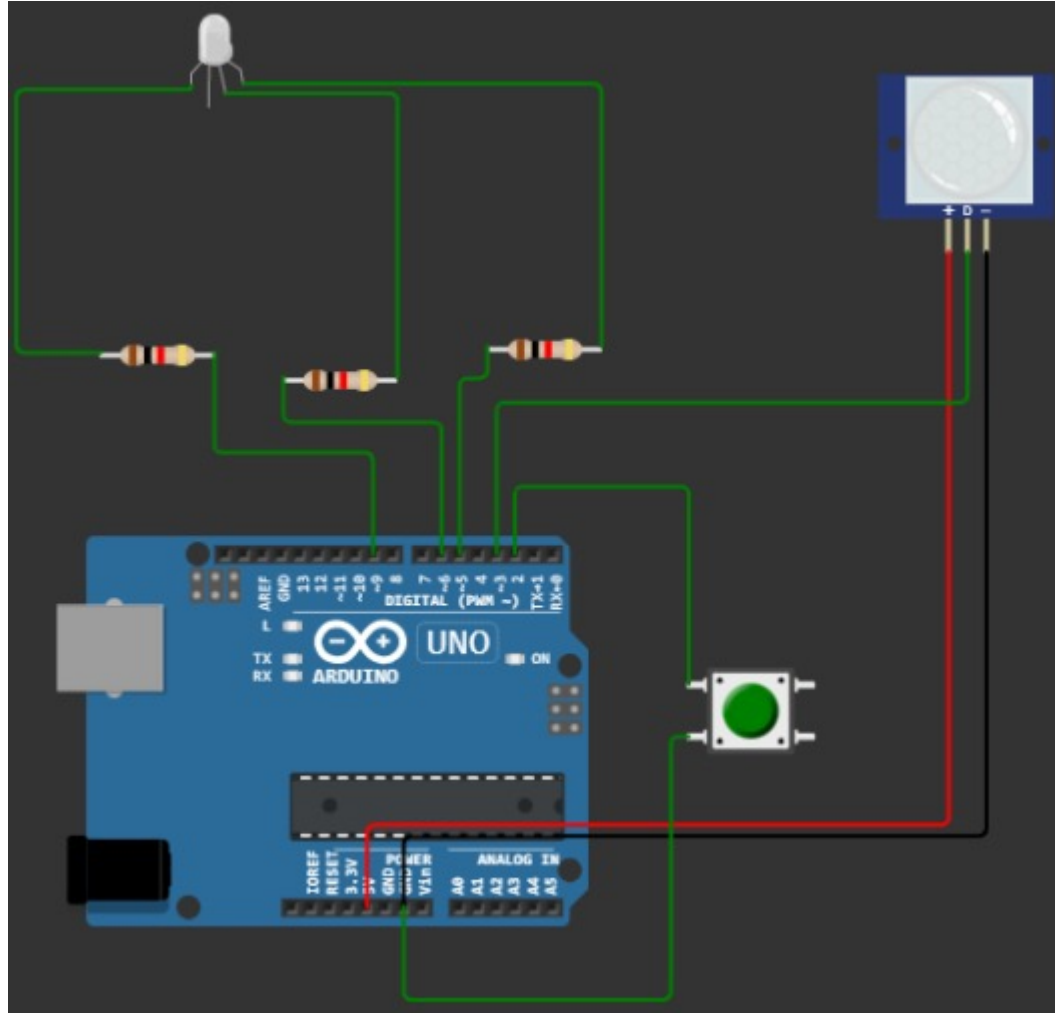 + D -
AREF
GND
13
12
~11
~10
~9
8
7
~6
~5
4
~3
2
TX→1
RX←0
DIGITAL (PWM ~)
L
TX
RX
ARDUINO
UNO
ON
POWER
ANALOG IN
IOREF
RESET
3.3V
5V
GND
GND
Vin
A0
A1
A2
A3
A4
A5